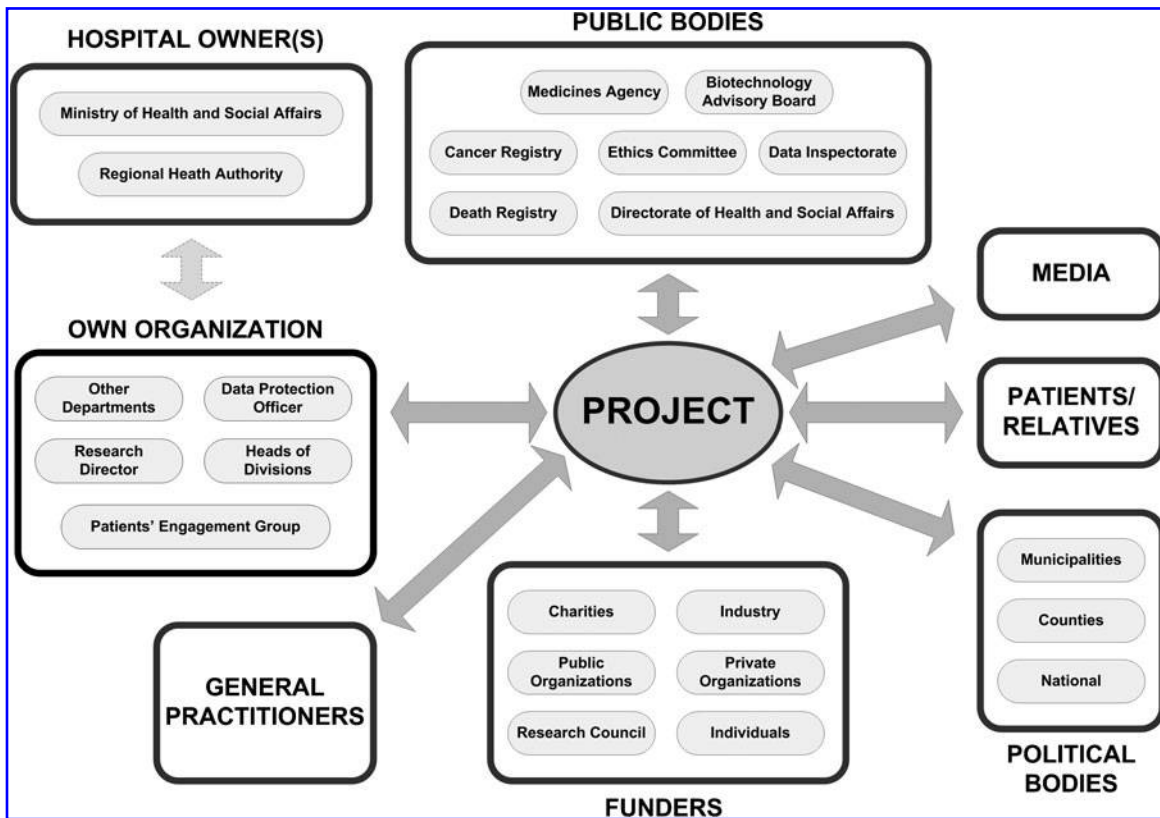 HOSPITAL OWNER(S)
Ministry of Health and Social Affairs
Regional Heath Authority
PUBLIC BODIES
Medicines Agency
Biotechnology
Advisory Board
Cancer Registry
Ethics Committee
Data Inspectorate
Death Registry
Directorate of Health and Social Affairs
MEDIA
OWN ORGANIZATION
Other
Departments
Data Protection
Officer
Research
Director
Heads of
Divisions
Patients’ Engagement Group
PROJECT
PATIENTS/
RELATIVES
GENERAL
PRACTITIONERS
Charities
Industry
Public
Organizations
Private
Organizations
Research Council
Individuals
FUNDERS
Municipalities
Counties
National
POLITICAL
BODIES